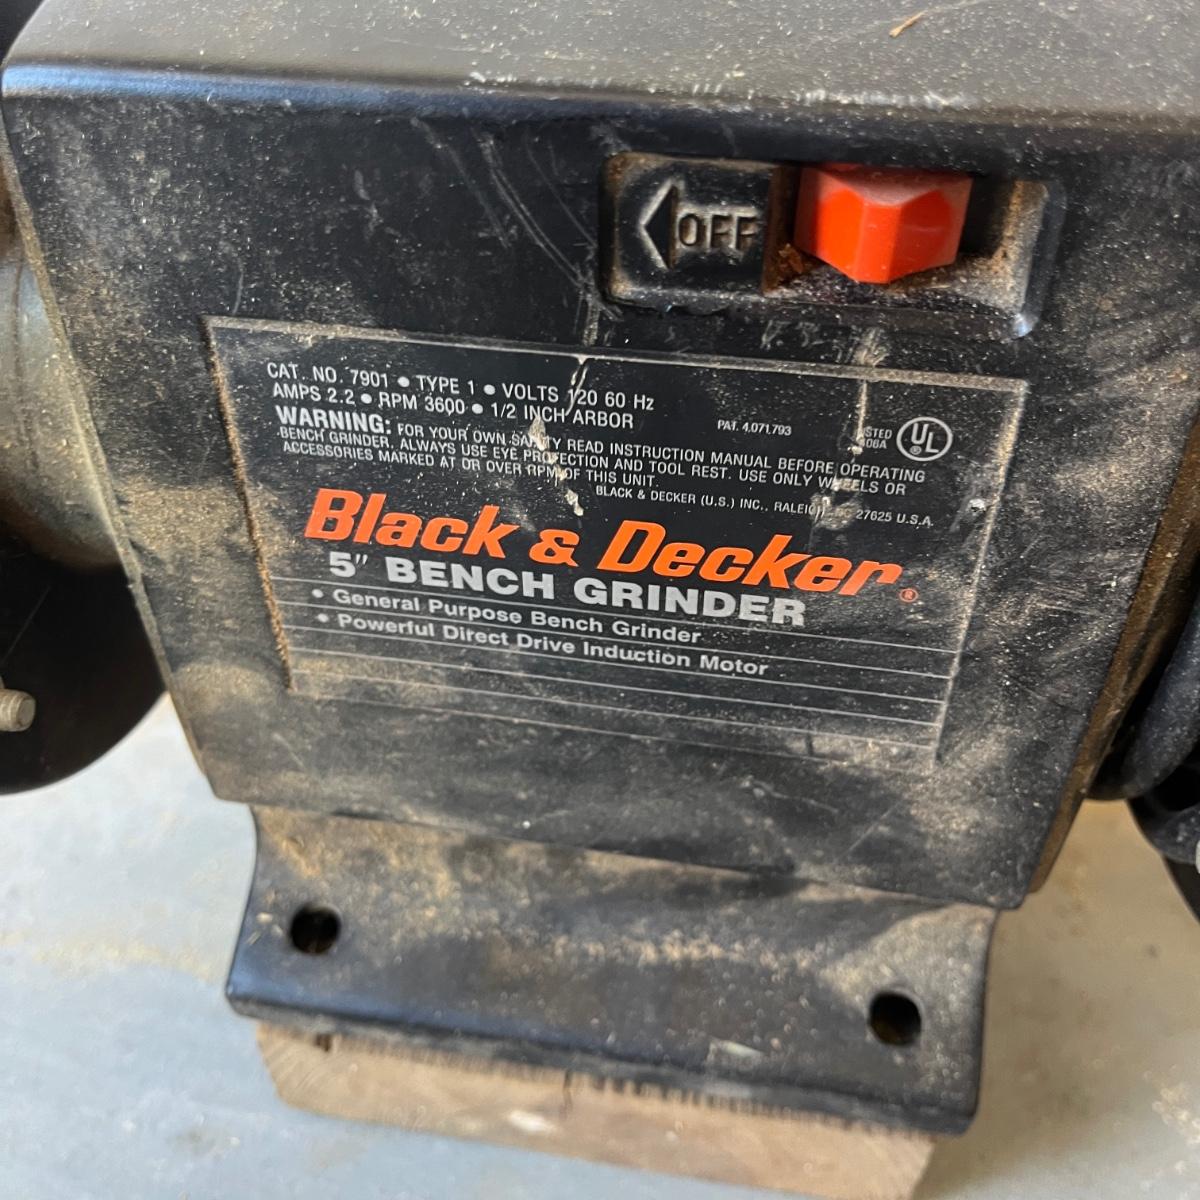 OFF
CAT. NO. 7901 • TYPE 1 • VOLTS 120 60 Hz
AMPS 2.2 • RPM 3600 • 1/2 INCH ARBOR
PAT. 4,071,793
UL ®
WARNING: FOR YOUR OWN SAFETY READ INSTRUCTION MANUAL BEFORE OPERATING
BENCH GRINDER. ALWAYS USE EYE PROTECTION AND TOOL REST. USE ONLY WHEELS OR
ACCESSORIES MARKED AT OR OVER RPM OF THIS UNIT.
BLACK & DECKER (U.S.) INC., 27625 U.S.A.
Black & Decker ®
5" BENCH GRINDER
• General Purpose Bench Grinder
• Powerful Direct Drive Induction Motor